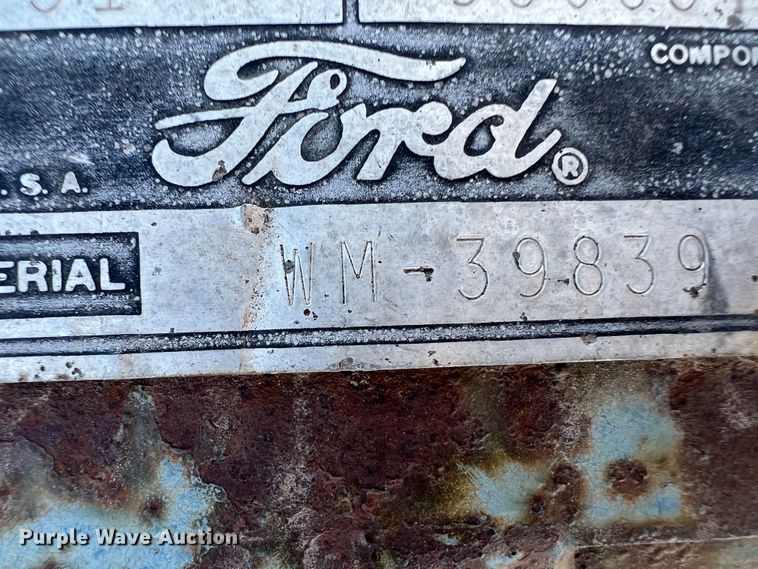 COMPO
Ford®
.S.A.
ERIAL WM-39839
Purple Wave Auction